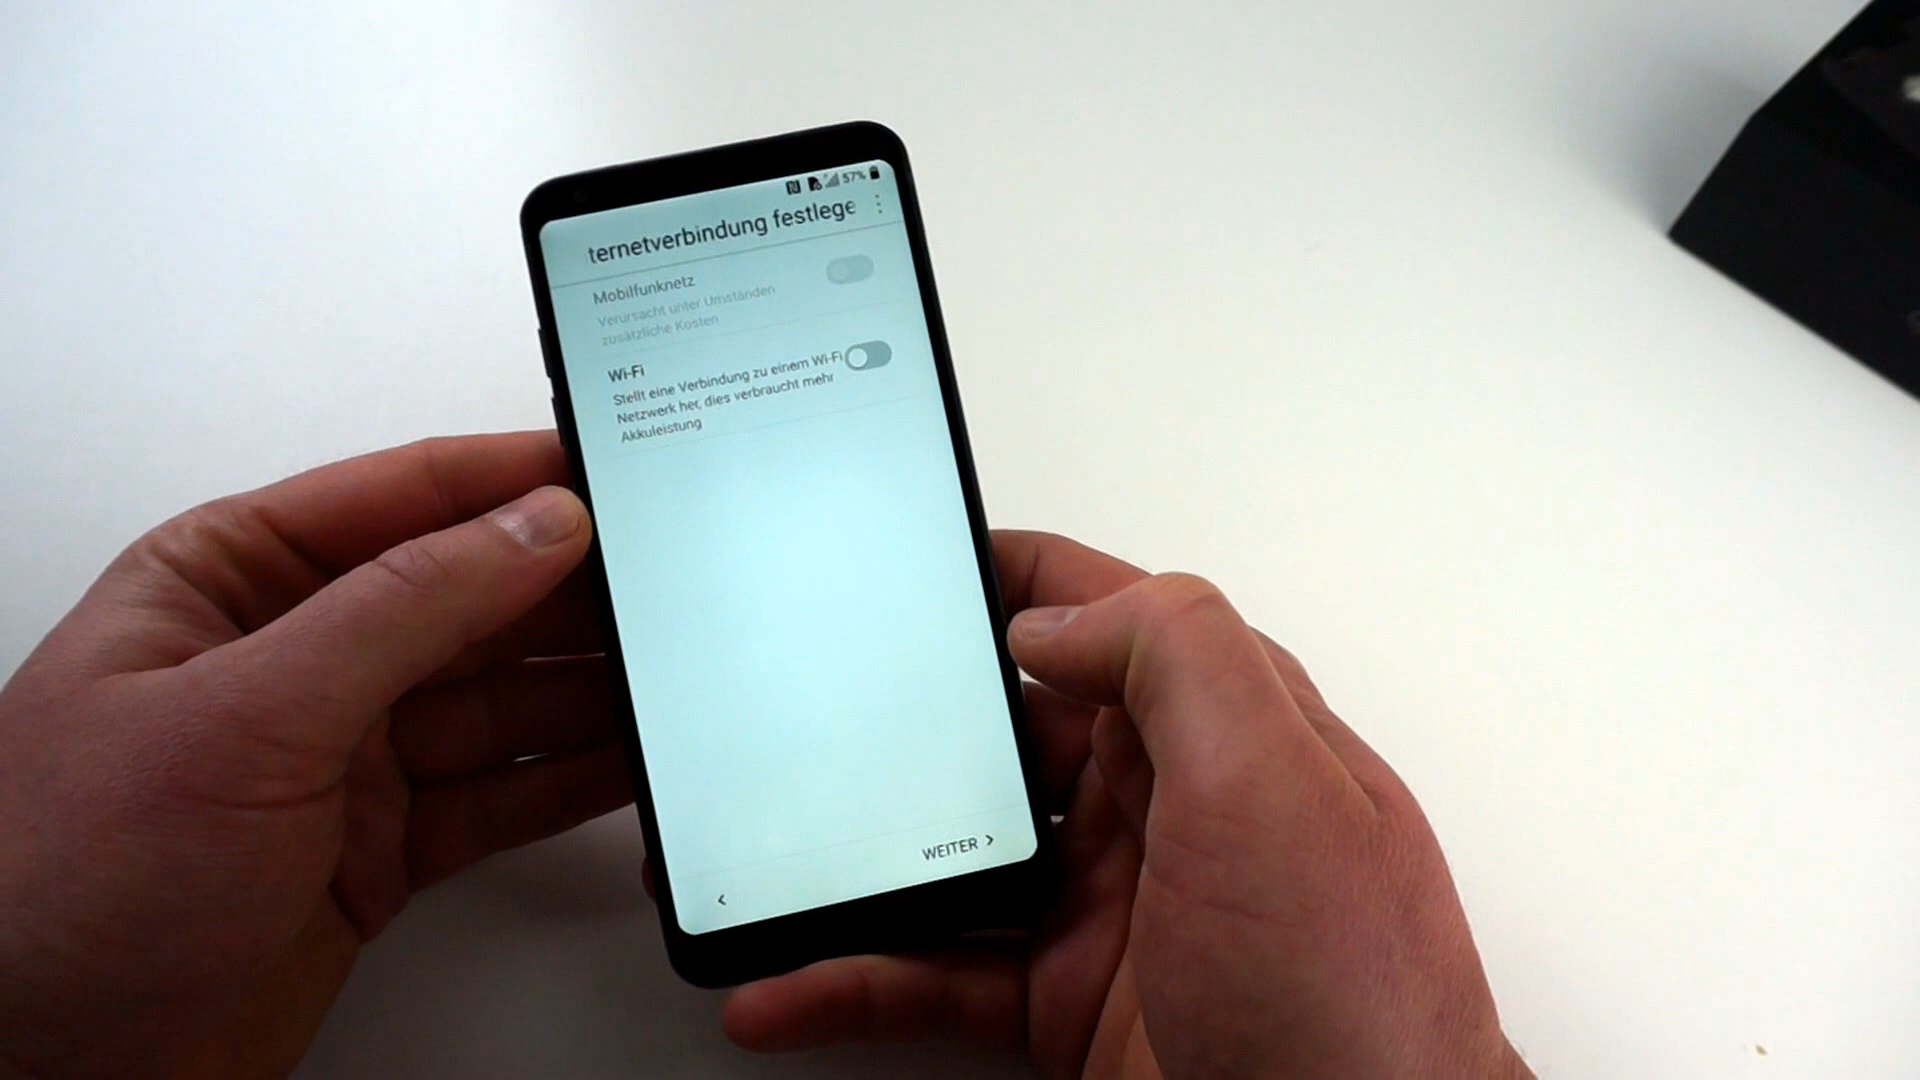 57%
ternetverbindung festlege
Mobilfunknetz
Verursacht unter Umständen
zusätzliche Kosten
Wi-Fi
Stellt eine Verbindung zu einem Wi-Fi
Netzwerk her, dies verbraucht mehr
Akkuleistung
WEITER